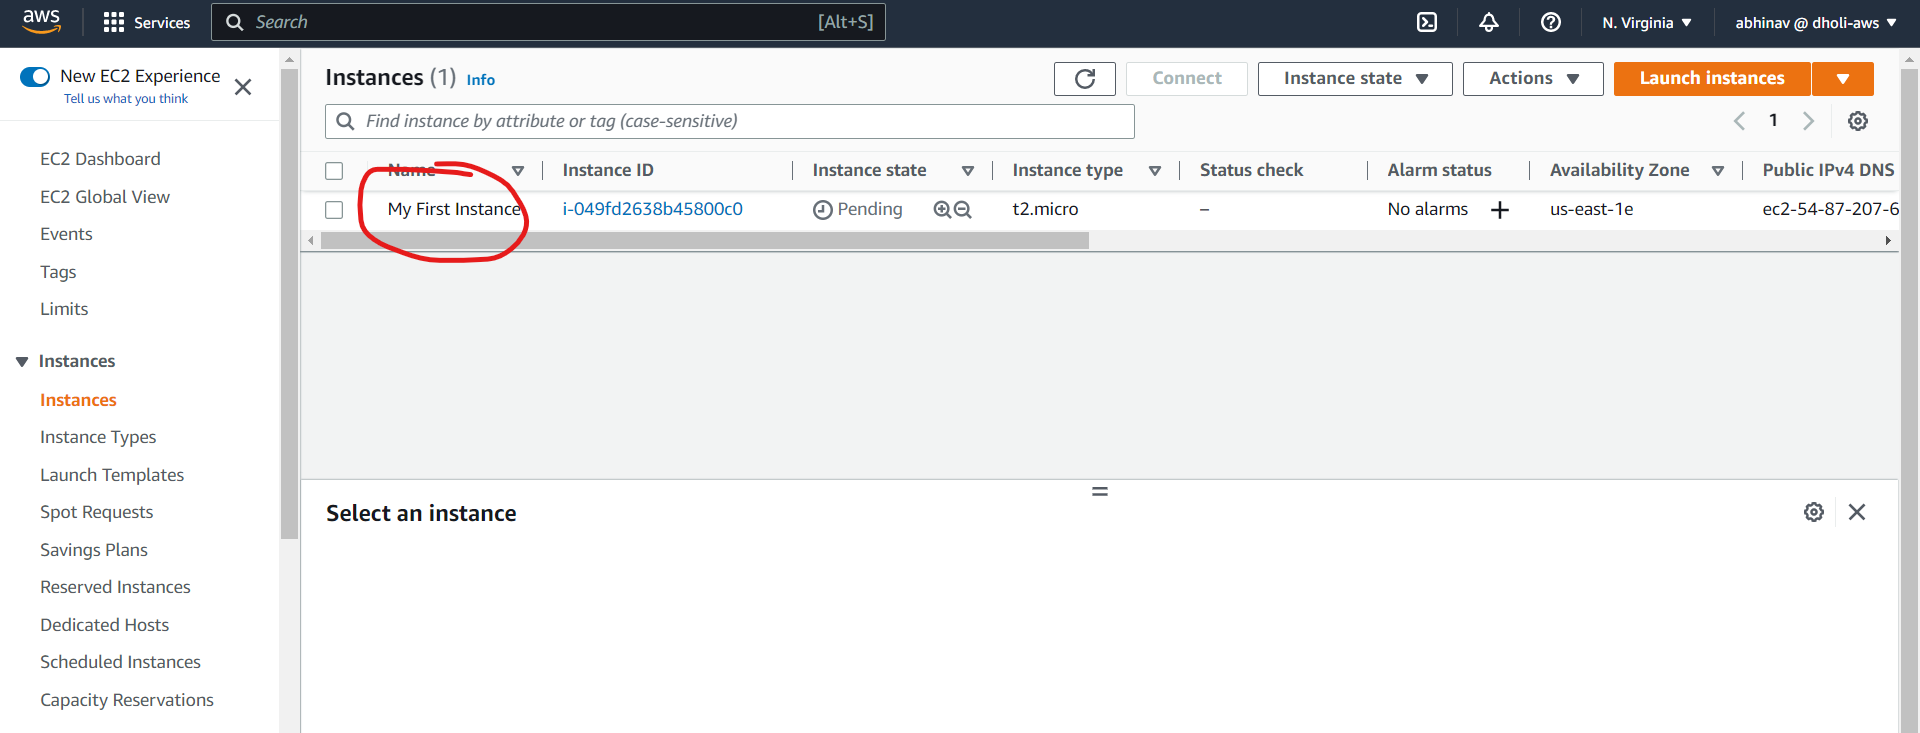 aws Services Search [Alt+S] N. Virginia abhinav @ dholi-aws
New EC2 Experience
Tell us what you think
EC2 Dashboard
EC2 Global View
Events
Tags
Limits
Instances
Instances
Instance Types
Launch Templates
Spot Requests
Savings Plans
Reserved Instances
Dedicated Hosts
Scheduled Instances
Capacity Reservations
Instances (1) Info Connect Instance state Actions Launch instances
Find instance by attribute or tag (case-sensitive) 1
Name Instance ID Instance state Instance type Status check Alarm status Availability Zone Public IPv4 DNS
My First Instance i-049fd2638b45800c0 Pending t2.micro – No alarms + us-east-1e ec2-54-87-207-6
Select an instance